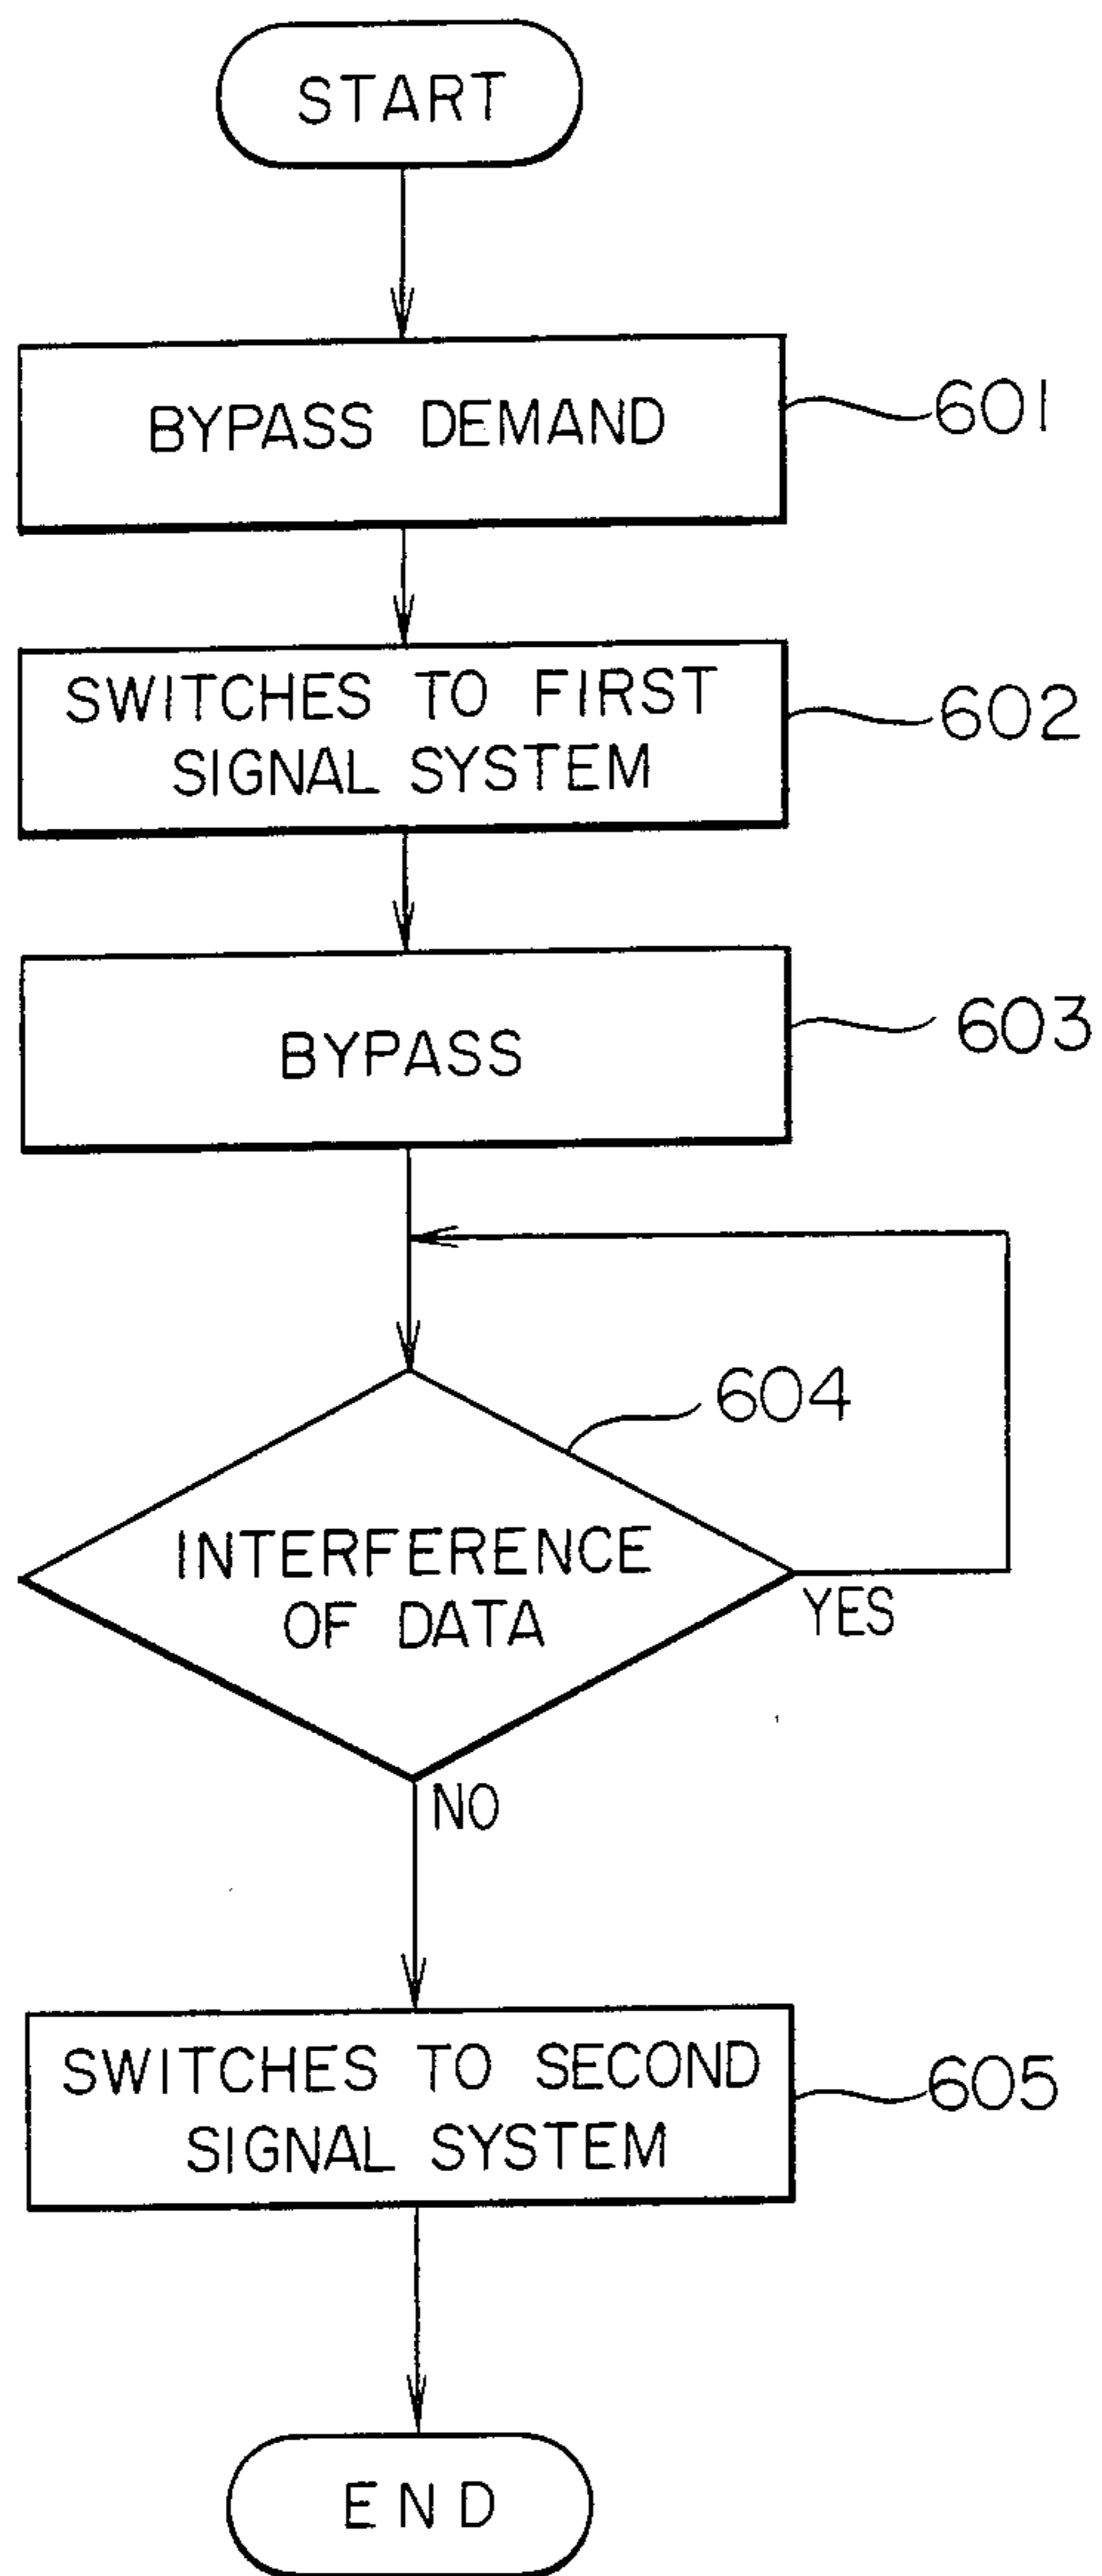 START
BYPASS DEMAND
601
SWITCHES TO FIRST
SIGNAL SYSTEM
602
BYPASS
603
604
INTERFERENCE
OF DATA
YES
NO
SWITCHES TO SECOND
SIGNAL SYSTEM
605
END